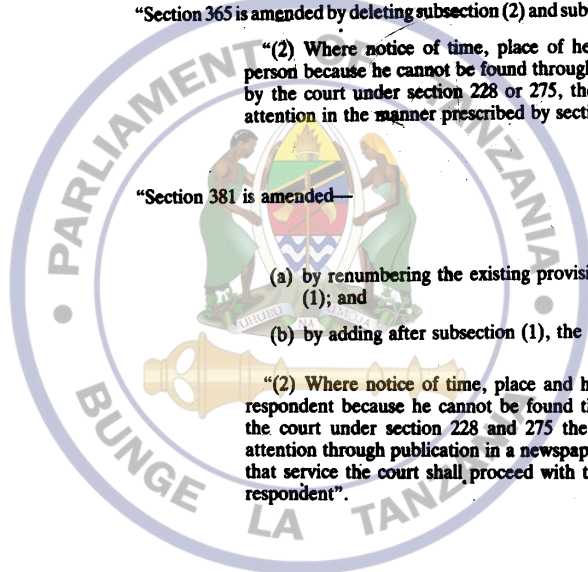 “Section 365 is amended by deleting subsection (2) and sub
“(2) Where notice of time, place of he
person because he cannot be found through
by the court under section 228 or 275, the
attention in the manner prescribed by secti
“Section 381 is amended—
(a) by renumbering the existing provisi
(1); and
(b) by adding after subsection (1), the
“(2) Where notice of time, place and h
respondent because he cannot be found th
the court under section 228 and 275 the
attention through publication in a newspap
that service the court shall proceed with t
respondent”.
PARLIAMENT OF TANZANIA
UHURU NA UMOJA
BUNGE LA TANZANIA